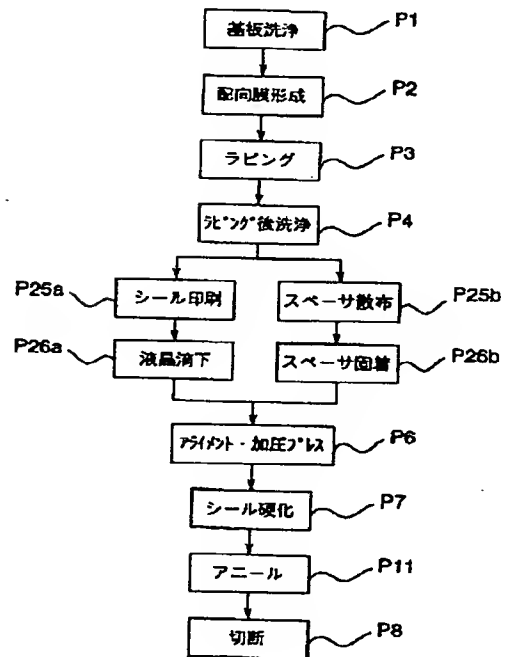 基板洗浄 P1
配向膜形成 P2
ラビング P3
ラビング後洗浄 P4
P25a シール印刷 スペーサ散布 P25b
P26a 液晶滴下 スペーサ固着 P26b
アライメント・加圧プレス P6
シール硬化 P7
アニール P11
切断 P8